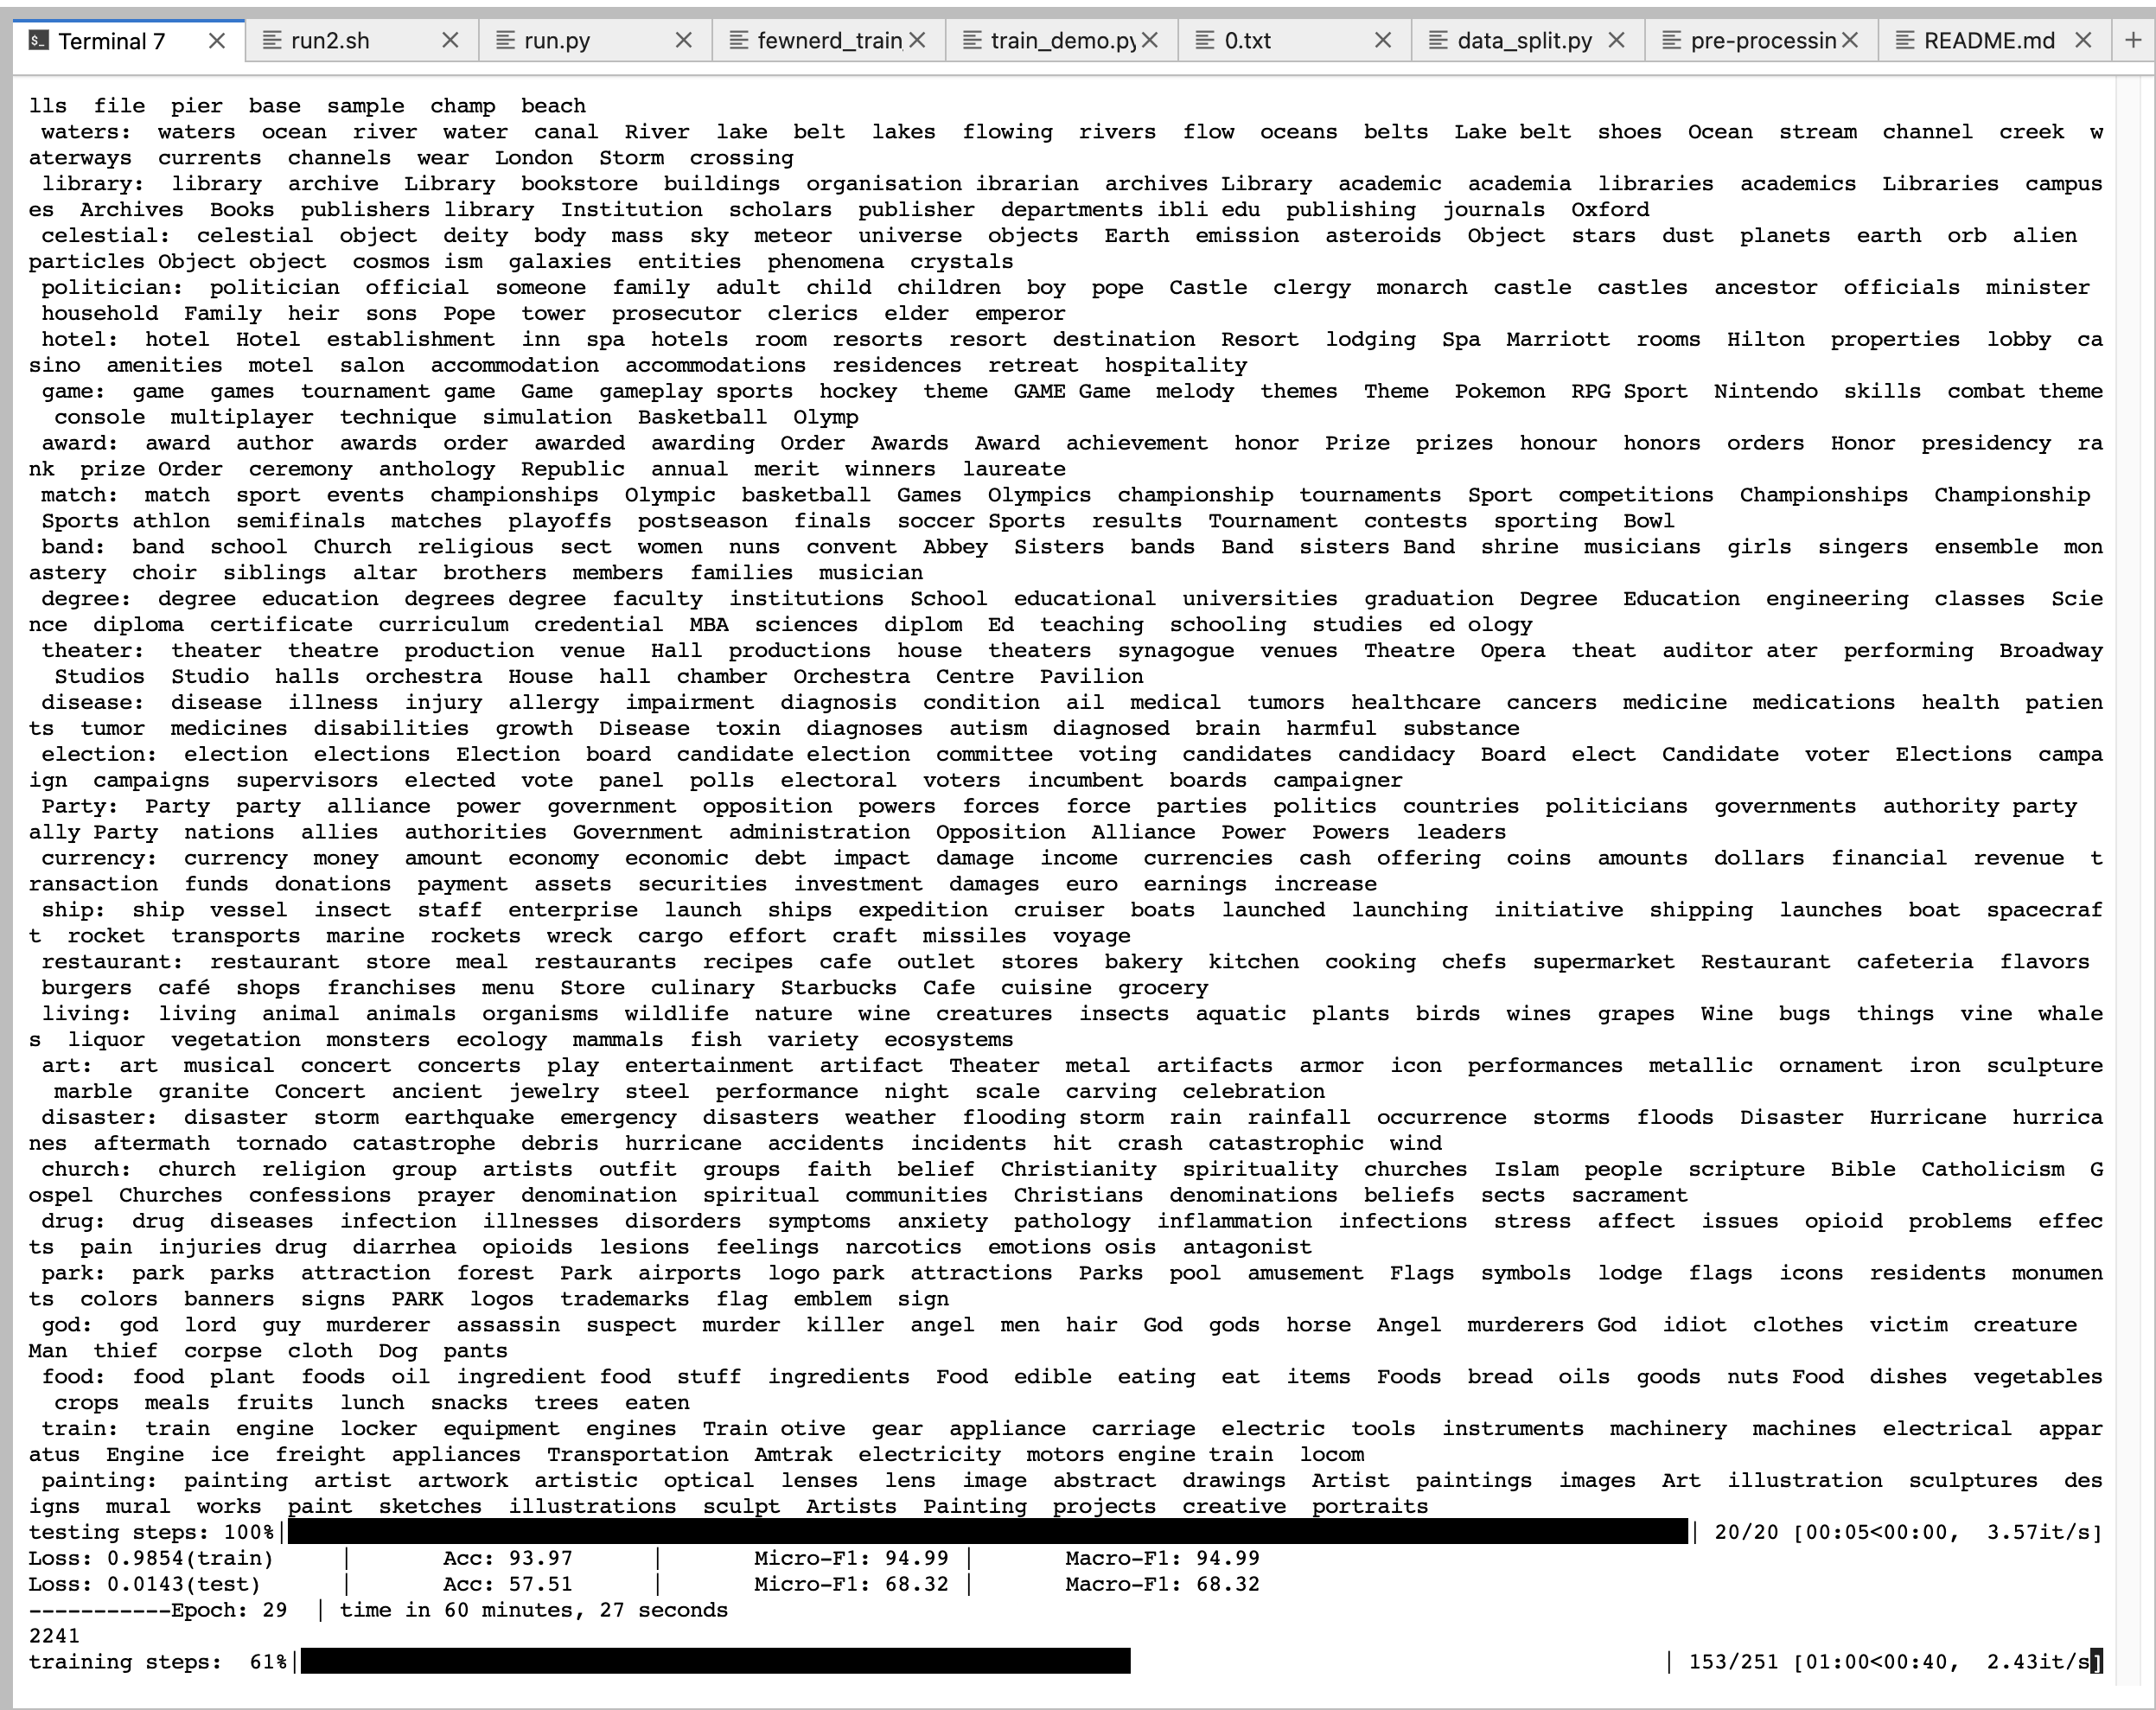 Terminal 7 run2.sh run.py fewnerd_train train_demo.py 0.txt data_split.py pre-processin README.md
lls file pier base sample champ beach
waters: waters ocean river water canal River lake belt lakes flowing rivers flow oceans belts Lake belt shoes Ocean stream channel creek w
aterways currents channels wear London Storm crossing
library: library archive Library bookstore buildings organisation ibrarian archives Library academic academia libraries academics Libraries campus
es Archives Books publishers library Institution scholars publisher departments ibli edu publishing journals Oxford
celestial: celestial object deity body mass sky meteor universe objects Earth emission asteroids Object stars dust planets earth orb alien
particles Object object cosmos ism galaxies entities phenomena crystals
politician: politician official someone family adult child children boy pope Castle clergy monarch castle castles ancestor officials minister
household Family heir sons Pope tower prosecutor clerics elder emperor
hotel: hotel Hotel establishment inn spa hotels room resorts resort destination Resort lodging Spa Marriott rooms Hilton properties lobby ca
sino amenities motel salon accommodation accommodations residences retreat hospitality
game: game games tournament game Game gameplay sports hockey theme GAME Game melody themes Theme Pokemon RPG Sport Nintendo skills combat theme
console multiplayer technique simulation Basketball Olymp
award: award author awards order awarded awarding Order Awards Award achievement honor Prize prizes honour honors orders Honor presidency ra
nk prize Order ceremony anthology Republic annual merit winners laureate
match: match sport events championships Olympic basketball Games Olympics championship tournaments Sport competitions Championships Championship
Sports athlon semifinals matches playoffs postseason finals soccer Sports results Tournament contests sporting Bowl
band: band school Church religious sect women nuns convent Abbey Sisters bands Band sisters Band shrine musicians girls singers ensemble mon
astery choir siblings altar brothers members families musician
degree: degree education degrees degree faculty institutions School educational universities graduation Degree Education engineering classes Scie
nce diploma certificate curriculum credential MBA sciences diplom Ed teaching schooling studies ed ology
theater: theater theatre production venue Hall productions house theaters synagogue venues Theatre Opera theat auditor ater performing Broadway
Studios Studio halls orchestra House hall chamber Orchestra Centre Pavilion
disease: disease illness injury allergy impairment diagnosis condition ail medical tumors healthcare cancers medicine medications health patien
ts tumor medicines disabilities growth Disease toxin diagnoses autism diagnosed brain harmful substance
election: election elections Election board candidate election committee voting candidates candidacy Board elect Candidate voter Elections campa
ign campaigns supervisors elected vote panel polls electoral voters incumbent boards campaigner
Party: Party party alliance power government opposition powers forces force parties politics countries politicians governments authority party
ally Party nations allies authorities Government administration Opposition Alliance Power Powers leaders
currency: currency money amount economy economic debt impact damage income currencies cash offering coins amounts dollars financial revenue t
ransaction funds donations payment assets securities investment damages euro earnings increase
ship: ship vessel insect staff enterprise launch ships expedition cruiser boats launched launching initiative shipping launches boat spacecraf
t rocket transports marine rockets wreck cargo effort craft missiles voyage
restaurant: restaurant store meal restaurants recipes cafe outlet stores bakery kitchen cooking chefs supermarket Restaurant cafeteria flavors
burgers café shops franchises menu Store culinary Starbucks Cafe cuisine grocery
living: living animal animals organisms wildlife nature wine creatures insects aquatic plants birds wines grapes Wine bugs things vine whale
s liquor vegetation monsters ecology mammals fish variety ecosystems
art: art musical concert concerts play entertainment artifact Theater metal artifacts armor icon performances metallic ornament iron sculpture
marble granite Concert ancient jewelry steel performance night scale carving celebration
disaster: disaster storm earthquake emergency disasters weather flooding storm rain rainfall occurrence storms floods Disaster Hurricane hurrica
nes aftermath tornado catastrophe debris hurricane accidents incidents hit crash catastrophic wind
church: church religion group artists outfit groups faith belief Christianity spirituality churches Islam people scripture Bible Catholicism G
ospel Churches confessions prayer denomination spiritual communities Christians denominations beliefs sects sacrament
drug: drug diseases infection illnesses disorders symptoms anxiety pathology inflammation infections stress affect issues opioid problems effec
ts pain injuries drug diarrhea opioids lesions feelings narcotics emotions osis antagonist
park: park parks attraction forest Park airports logo park attractions Parks pool amusement Flags symbols lodge flags icons residents monumen
ts colors banners signs PARK logos trademarks flag emblem sign
god: god lord guy murderer assassin suspect murder killer angel men hair God gods horse Angel murderers God idiot clothes victim creature
Man thief corpse cloth Dog pants
food: food plant foods oil ingredient food stuff ingredients Food edible eating eat items Foods bread oils goods nuts Food dishes vegetables
crops meals fruits lunch snacks trees eaten
train: train engine locker equipment engines Train otive gear appliance carriage electric tools instruments machinery machines electrical appar
atus Engine ice freight appliances Transportation Amtrak electricity motors engine train locom
painting: painting artist artwork artistic optical lenses lens image abstract drawings Artist paintings images Art illustration sculptures des
igns mural works paint sketches illustrations sculpt Artists Painting projects creative portraits
testing steps: 100%| | 20/20 [00:05<00:00, 3.57it/s]
Loss: 0.9854(train) | Acc: 93.97 | Micro-F1: 94.99 | Macro-F1: 94.99
Loss: 0.0143(test) | Acc: 57.51 | Micro-F1: 68.32 | Macro-F1: 68.32
-----------Epoch: 29 | time in 60 minutes, 27 seconds
2241
training steps: 61%| | 153/251 [01:00<00:40, 2.43it/s]